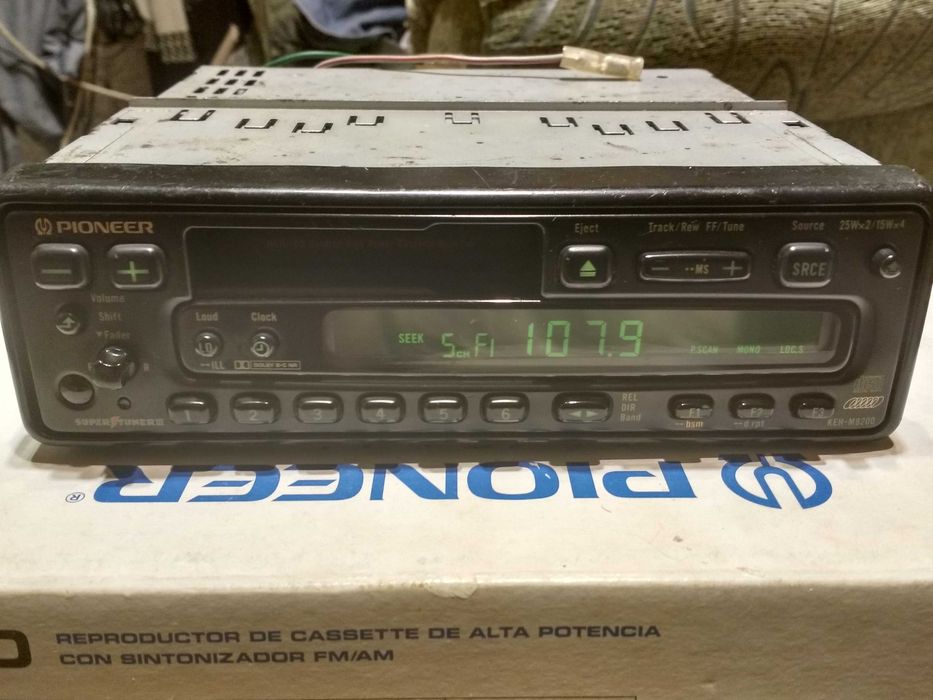 PIONEER
Eject
Track/Rew FF/Tune
Source
25W×2/15W×4
– +
– ··MS +
SRCE
Volume
Shift
▼Fader
F R
Loud
Clock
LO
ILL
DOLBY B-C NR
SEEK 5CH F1 107.9
P.SCAN MONO LOC.S
1 2 3 4 5 6
REL
DIR
Band
F1 F2 F3
bsm
d rpt
SUPER TUNER III
KEH-M8200
PIONEER®
REPRODUCTOR DE CASSETTE DE ALTA POTENCIA
CON SINTONIZADOR FM/AM